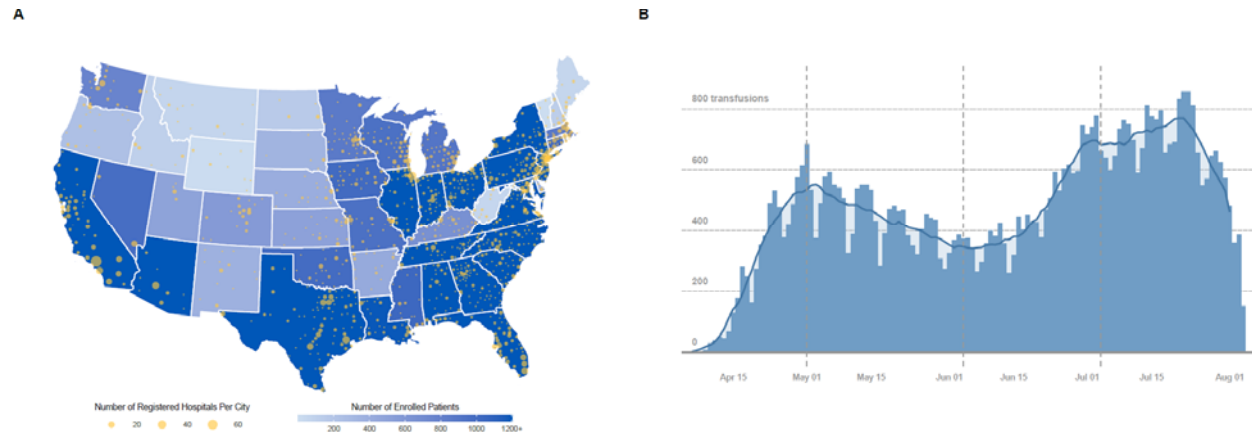 A
B
Number of Registered Hospitals Per City
20 40 60
Number of Enrolled Patients
200 400 600 800 1000 1200+
800 transfusions
600
400
200
0
Apr 15 May 01 May 15 Jun 01 Jun 15 Jul 01 Jul 15 Aug 01